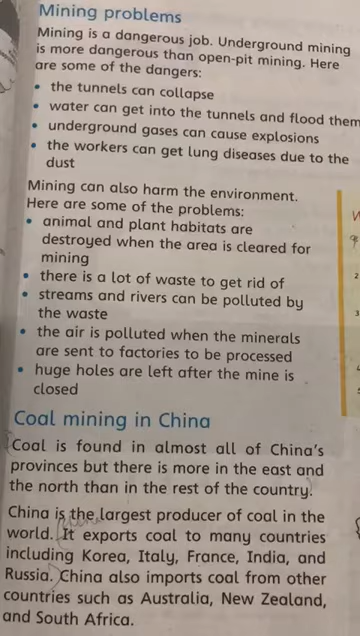 Mining problems
Mining is a dangerous job. Underground mining
is more dangerous than open-pit mining. Here
are some of the dangers:
• the tunnels can collapse
• water can get into the tunnels and flood them
• underground gases can cause explosions
• the workers can get lung diseases due to the
dust
Mining can also harm the environment.
Here are some of the problems:
• animal and plant habitats are
destroyed when the area is cleared for
mining
• there is a lot of waste to get rid of
• streams and rivers can be polluted by
the waste
• the air is polluted when the minerals
are sent to factories to be processed
• huge holes are left after the mine is
closed
Coal mining in China
Coal is found in almost all of China's
provinces but there is more in the east and
the north than in the rest of the country.
China is the largest producer of coal in the
world. It exports coal to many countries
including Korea, Italy, France, India, and
Russia. China also imports coal from other
countries such as Australia, New Zealand,
and South Africa.
2
3